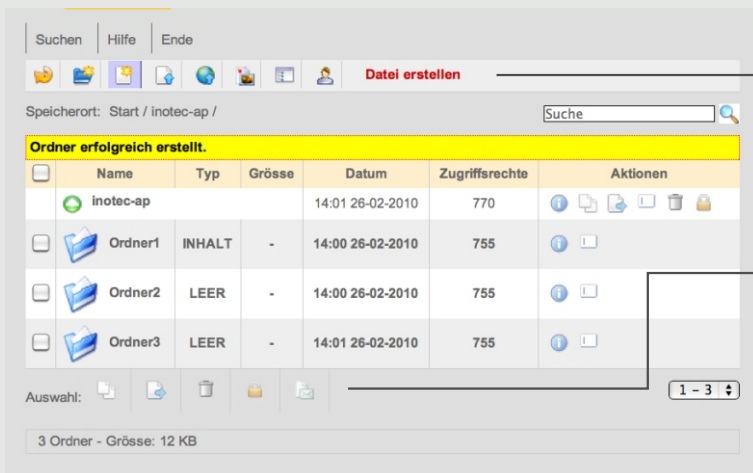 Suchen Hilfe Ende
Datei erstellen
Speicherort: Start / inotec-ap /
Suche
Ordner erfolgreich erstellt.
Name Typ Grösse Datum Zugriffsrechte Aktionen
inotec-ap 14:01 26-02-2010 770
Ordner1 INHALT - 14:00 26-02-2010 755
Ordner2 LEER - 14:00 26-02-2010 755
Ordner3 LEER - 14:01 26-02-2010 755
Auswahl: 1 - 3
3 Ordner - Grösse: 12 KB